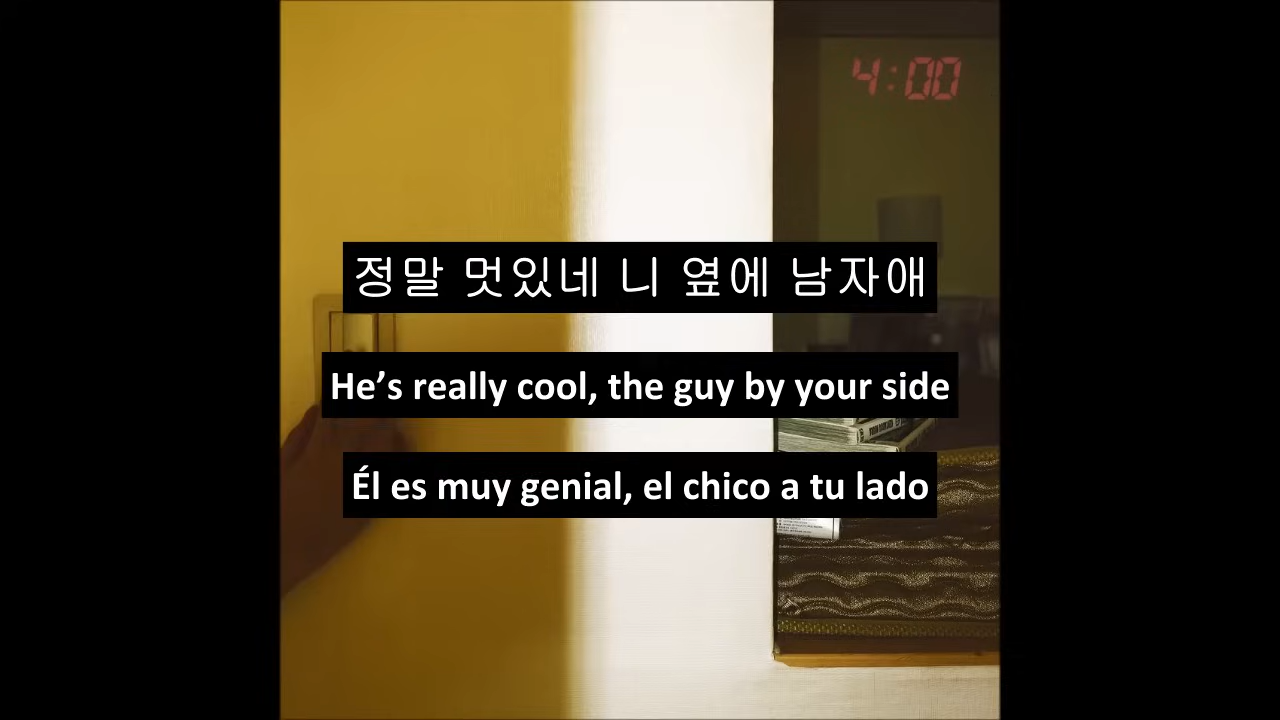 4:00
정말 멋있네 니 옆에 남자애
He's really cool, the guy by your side
Él es muy genial, el chico a tu lado